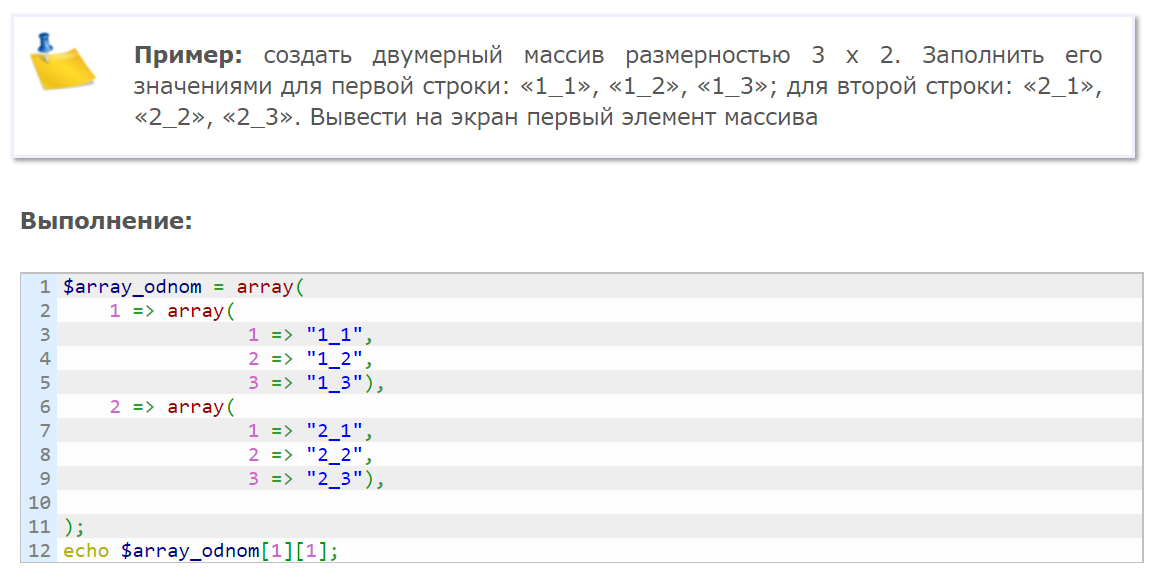 Пример: создать двумерный массив размерностью 3 х 2. Заполнить его
значениями для первой строки: «1_1», «1_2», «1_3»; для второй строки: «2_1»,
«2_2», «2_3». Вывести на экран первый элемент массива
Выполнение:
1 $array_odnom = array(
2     1 => array(
3                 1 => "1_1",
4                 2 => "1_2",
5                 3 => "1_3"),
6     2 => array(
7                 1 => "2_1",
8                 2 => "2_2",
9                 3 => "2_3"),
10
11 );
12 echo $array_odnom[1][1];